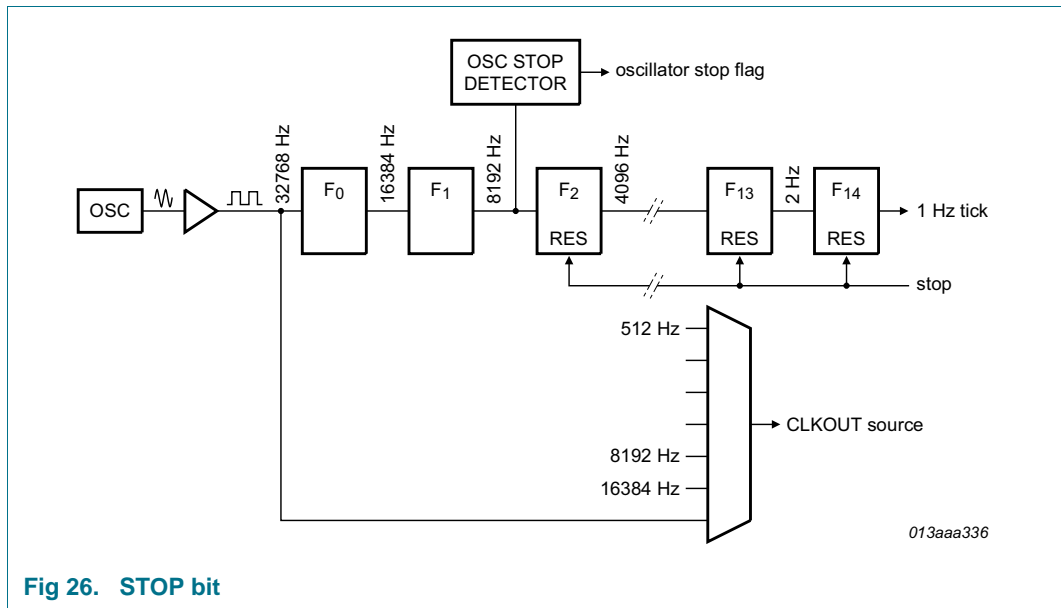 OSC STOP
DETECTOR
oscillator stop flag
32768 Hz
16384 Hz
8192 Hz
4096 Hz
2 Hz
OSC
F0
F1
F2
F13
F14
1 Hz tick
RES
RES
RES
stop
512 Hz
CLKOUT source
8192 Hz
16384 Hz
013aaa336
Fig 26. STOP bit